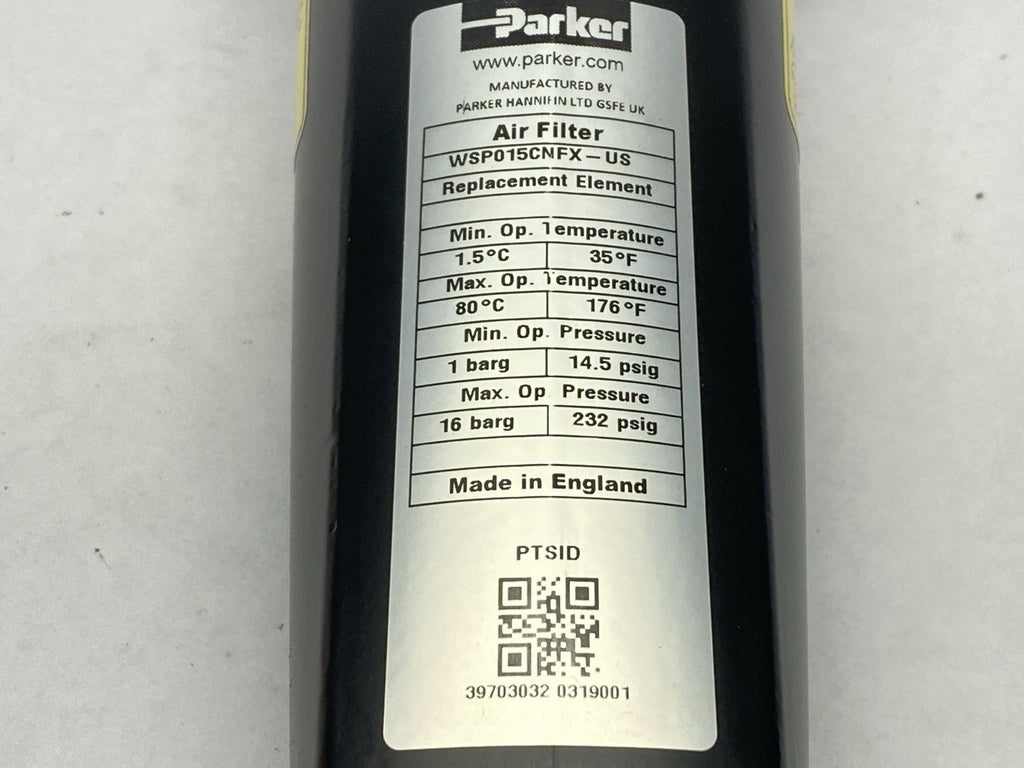 Parker
www.parker.com
MANUFACTURED BY
PARKER HANNIFIN LTD GSFE UK
Air Filter
WSP015CNFX–US
Replacement Element
Min. Op. Temperature
1.5°C 35°F
Max. Op. Temperature
80°C 176°F
Min. Op. Pressure
1 barg 14.5 psig
Max. Op Pressure
16 barg 232 psig
Made in England
PTSID
39703032 0319001